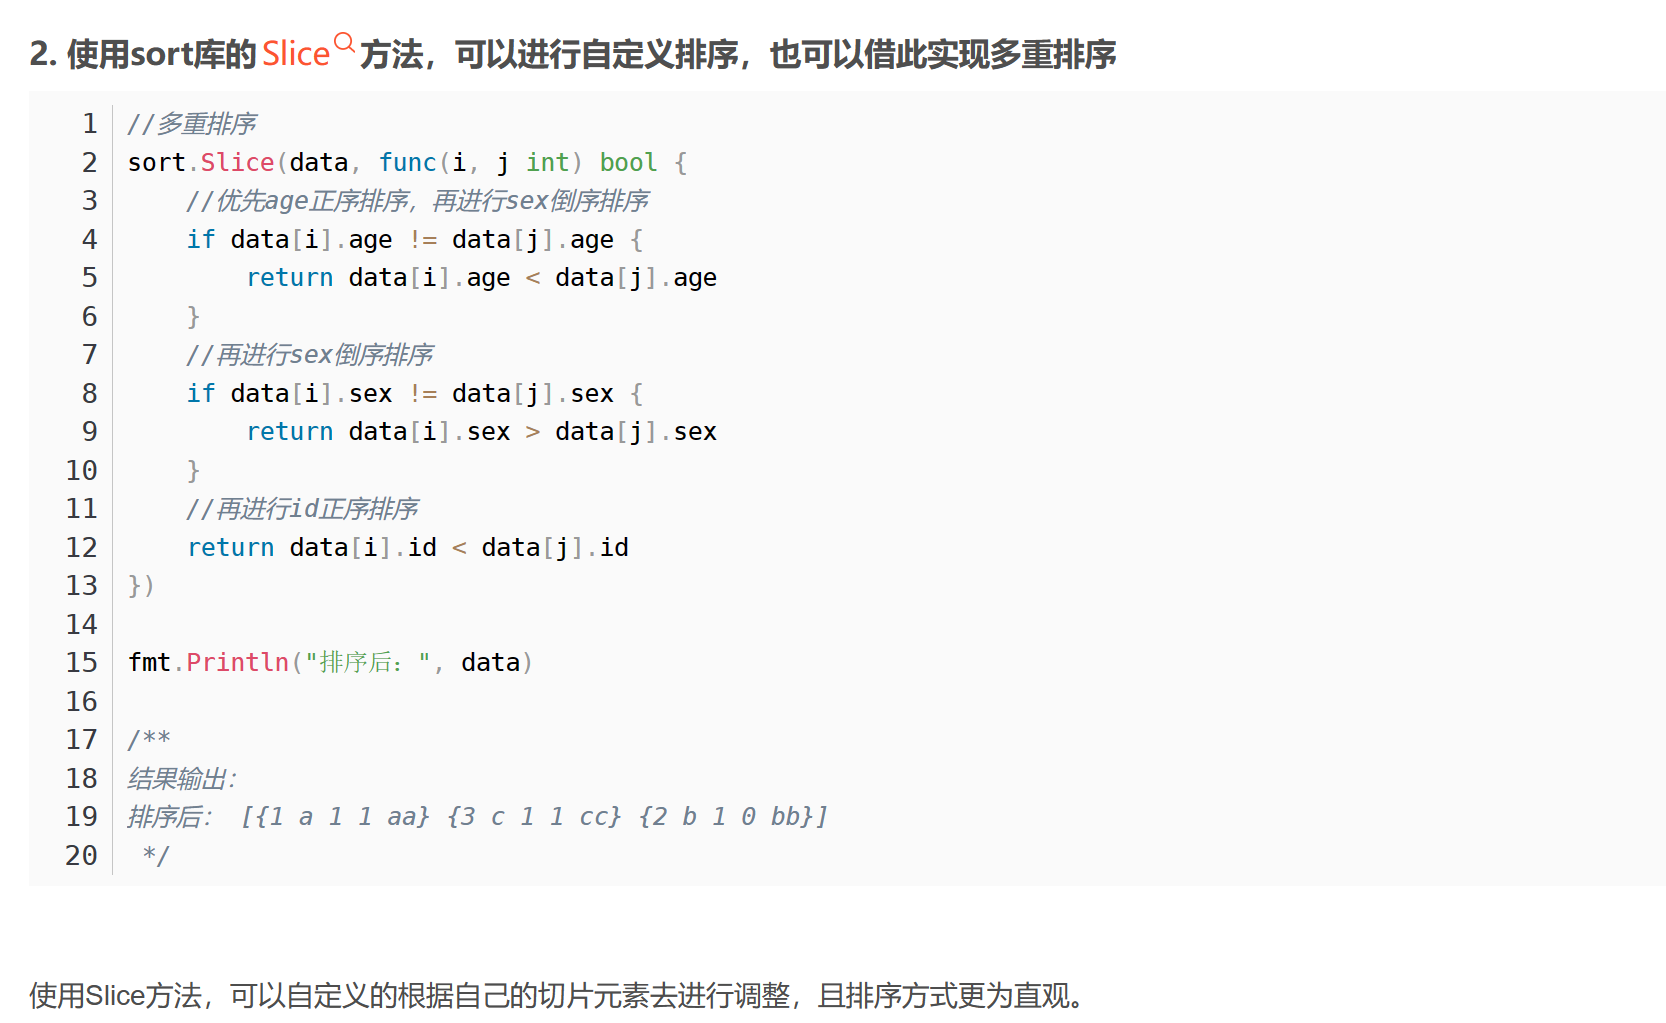 2. 使用sort库的 Slice 方法，可以进行自定义排序，也可以借此实现多重排序
1 //多重排序
2 sort.Slice(data, func(i, j int) bool {
3     //优先age正序排序，再进行sex倒序排序
4     if data[i].age != data[j].age {
5         return data[i].age < data[j].age
6     }
7     //再进行sex倒序排序
8     if data[i].sex != data[j].sex {
9         return data[i].sex > data[j].sex
10     }
11     //再进行id正序排序
12     return data[i].id < data[j].id
13 })
14
15 fmt.Println("排序后：", data)
16
17 /**
18 结果输出：
19 排序后： [{1 a 1 1 aa} {3 c 1 1 cc} {2 b 1 0 bb}]
20  */
使用Slice方法，可以自定义的根据自己的切片元素去进行调整，且排序方式更为直观。